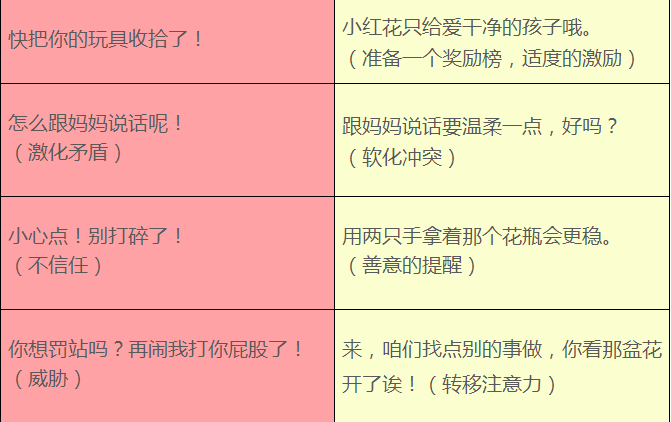 快把你的玩具收拾了！
小红花只给爱干净的孩子哦。
（准备一个奖励榜，适度的激励）
怎么跟妈妈说话呢！
（激化矛盾）
跟妈妈说话要温柔一点，好吗？
（软化冲突）
小心点！别打碎了！
（不信任）
用两只手拿着那个花瓶会更稳。
（善意的提醒）
你想罚站吗？再闹我打你屁股了！
（威胁）
来，咱们找点别的事做，你看那盆花
开了诶！（转移注意力）